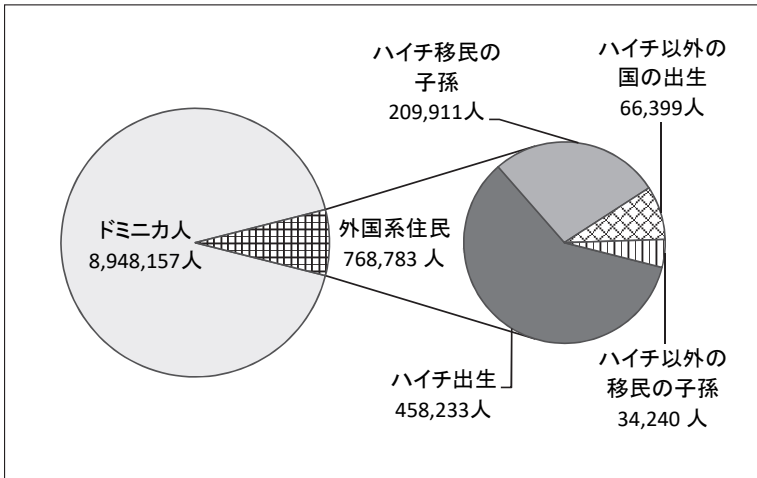 ドミニカ人
8,948,157人
外国系住民
768,783 人
ハイチ移民の
子孫
209,911人
ハイチ以外の
国の出生
66,399人
ハイチ出生
458,233人
ハイチ以外の
移民の子孫
34,240 人